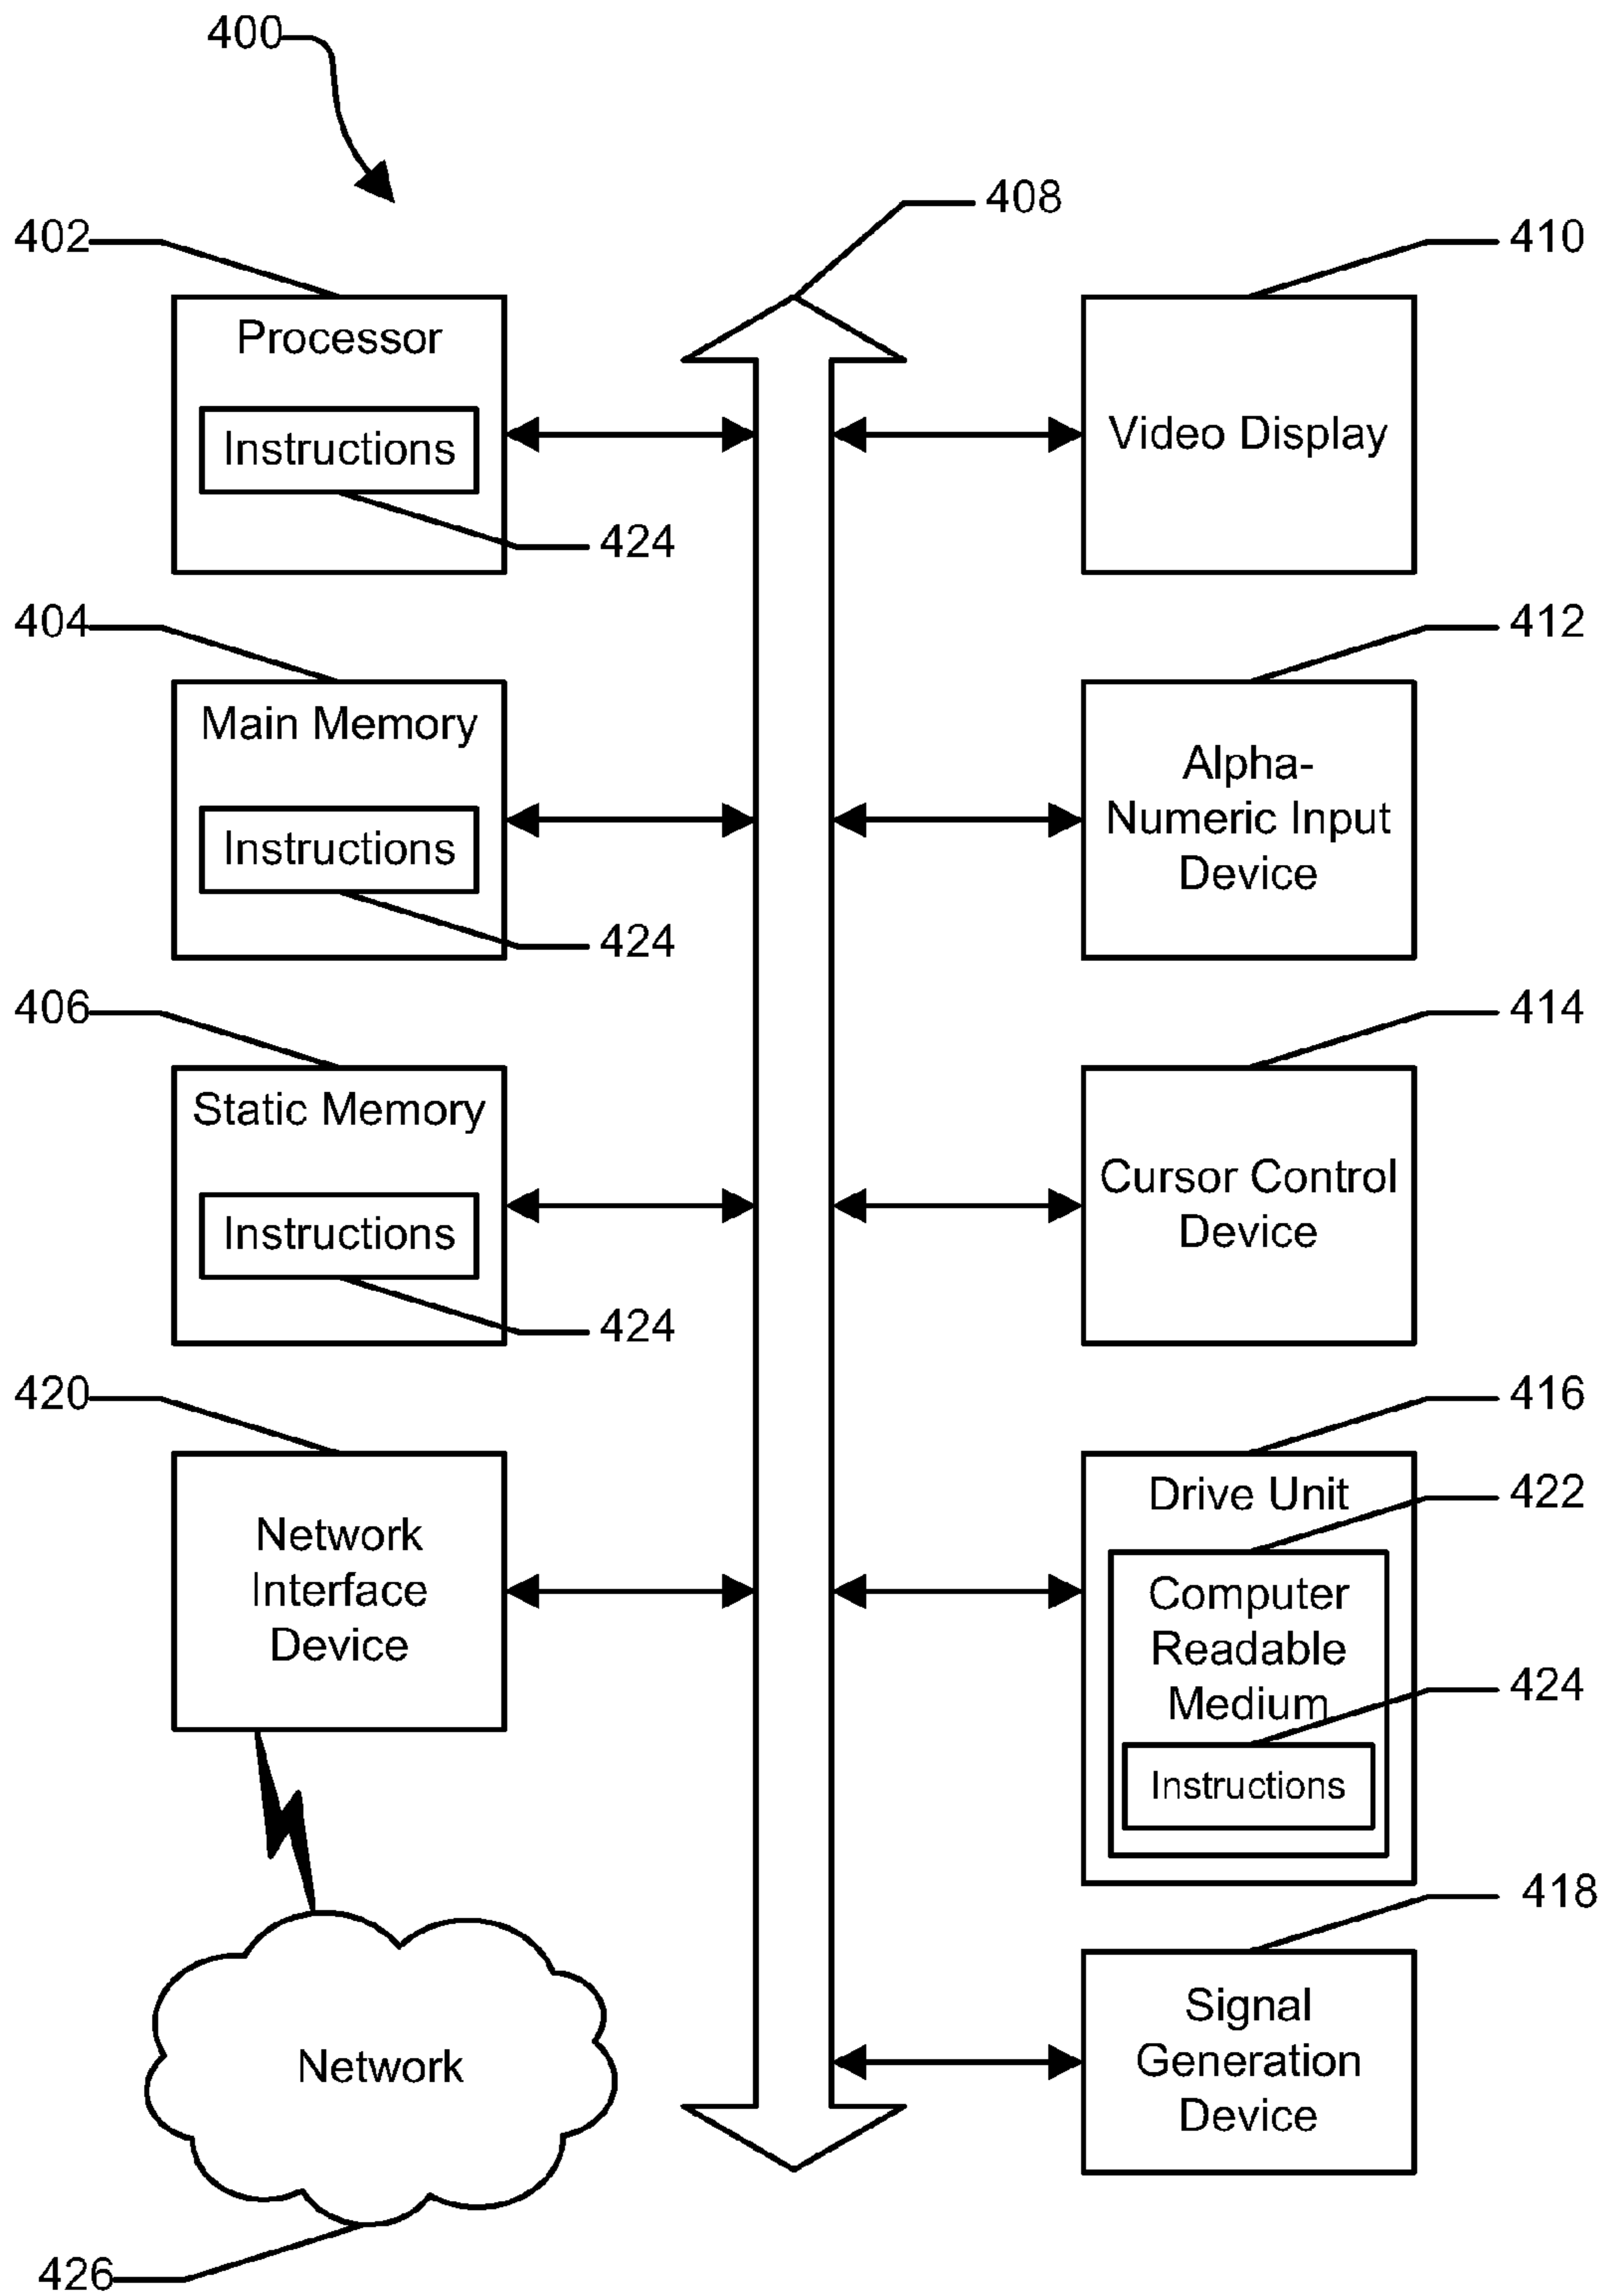 400
408
402
Processor
Instructions
424
410
Video Display
404
Main Memory
Instructions
424
412
Alpha-
Numeric Input
Device
406
Static Memory
Instructions
424
414
Cursor Control
Device
420
Network
Interface
Device
416
Drive Unit
422
Computer
Readable
Medium
424
Instructions
418
Signal
Generation
Device
Network
426